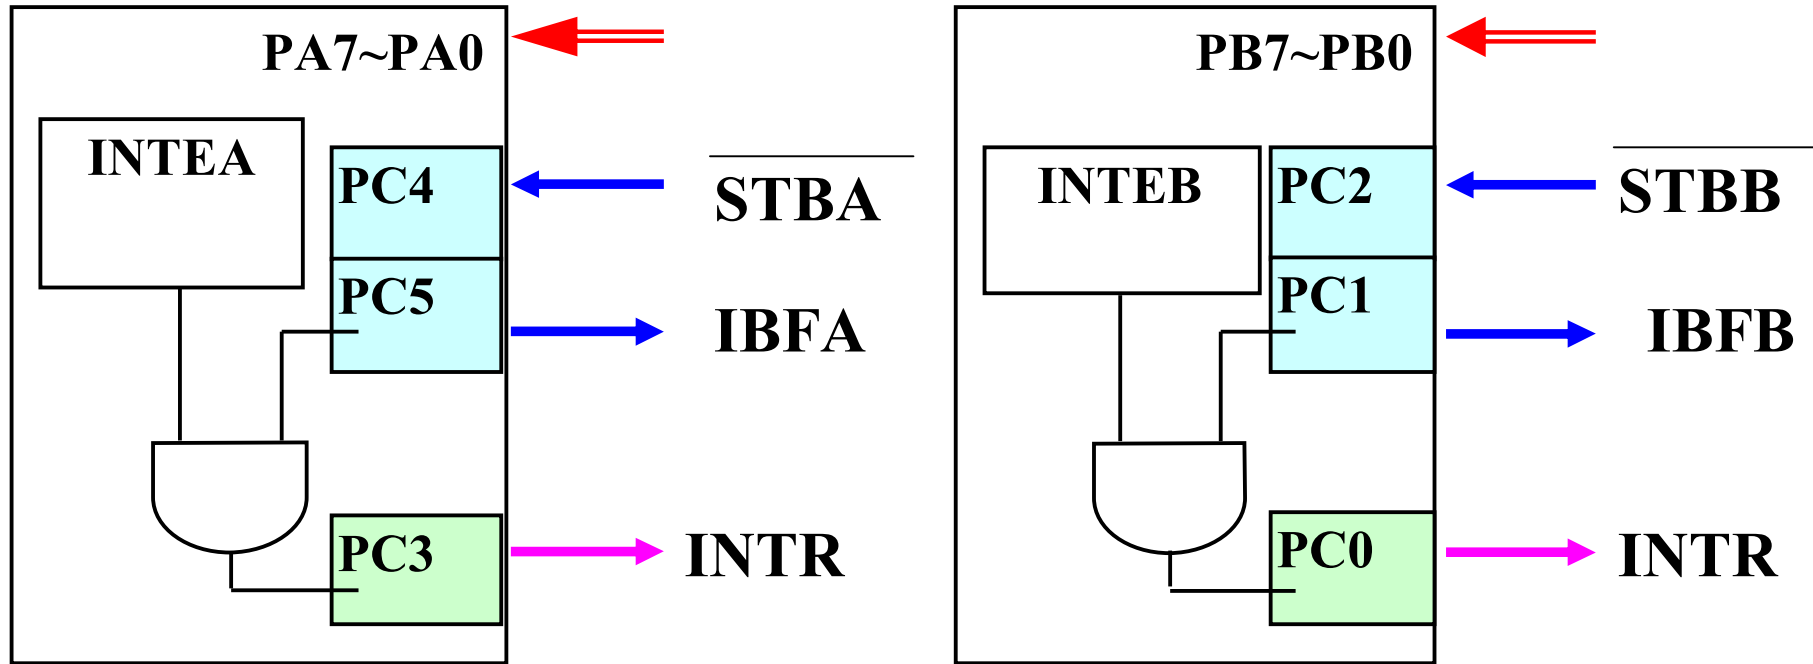 PA7~PA0
INTEA
PC4
STBA
PC5
IBFA
PC3
INTR
PB7~PB0
INTEB
PC2
STBB
PC1
IBFB
PC0
INTR